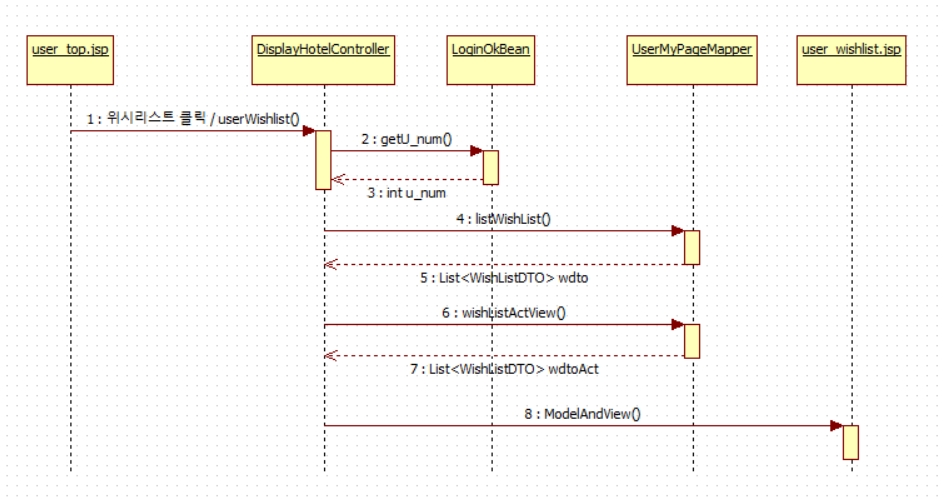 user_top.jsp
DisplayHotelController
LoginOkBean
UserMyPageMapper
user_wishlist.jsp
1 : 위시리스트 클릭 / userWishlist()
2 : getU_num()
3 : int u_num
4 : listWishList()
5 : List<WishListDTO> wdto
6 : wishListActView()
7 : List<WishListDTO> wdtoAct
8 : ModelAndView()